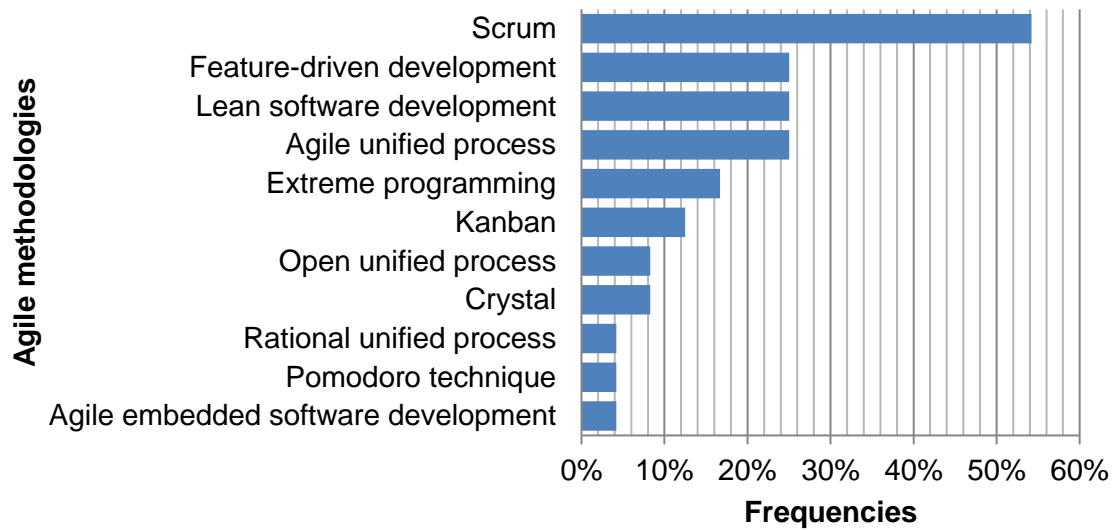 Agile methodologies
Scrum
Feature-driven development
Lean software development
Agile unified process
Extreme programming
Kanban
Open unified process
Crystal
Rational unified process
Pomodoro technique
Agile embedded software development
0% 10% 20% 30% 40% 50% 60%
Frequencies